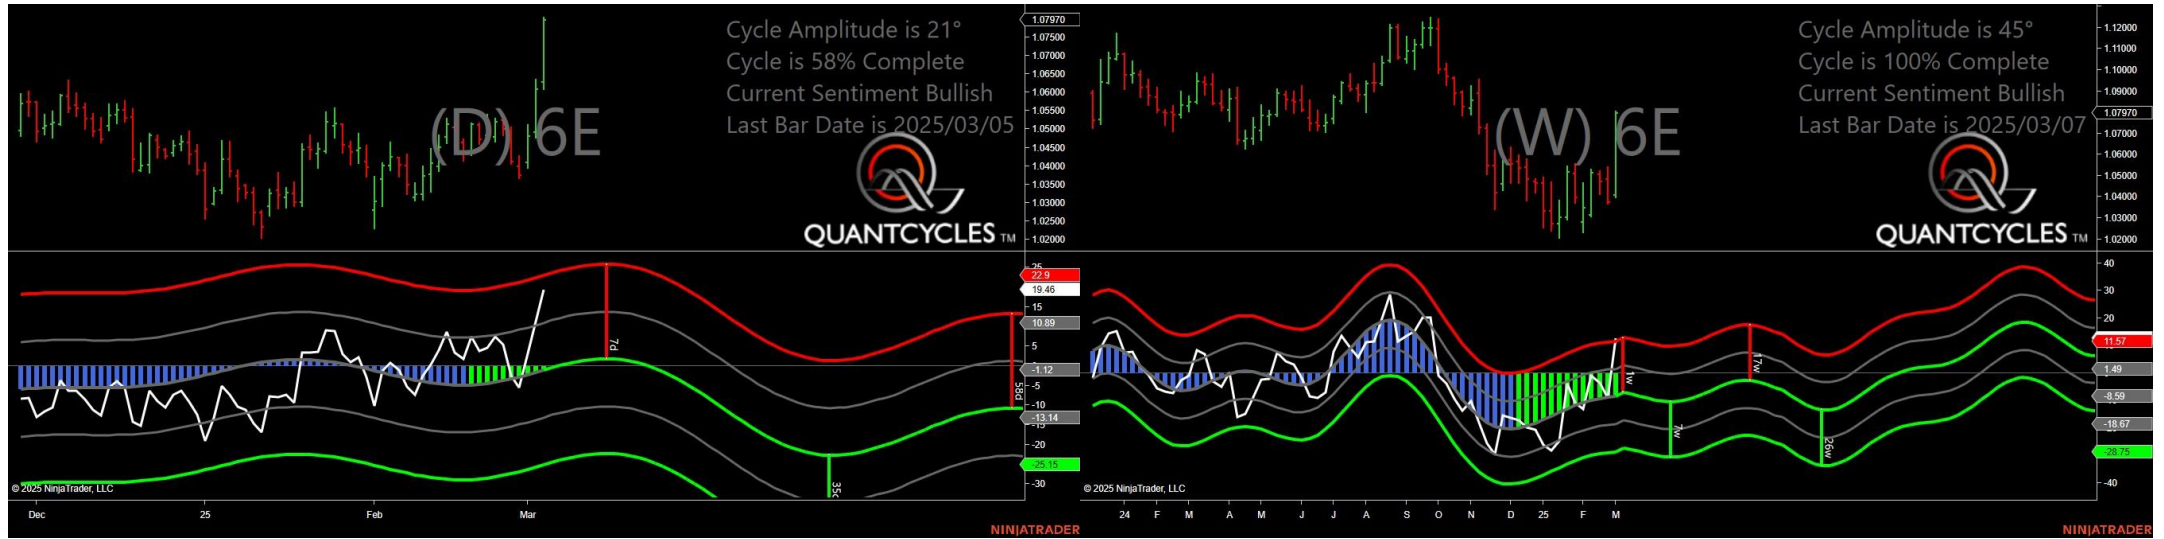 Cycle Amplitude is 21°
Cycle is 58% Complete
Current Sentiment Bullish
Last Bar Date is 2025/03/05
(D) 6E
QUANTCYCLES TM
1.07970
1.07500
1.07000
1.06500
1.06000
1.05500
1.05000
1.04500
1.04000
1.03500
1.03000
1.02500
1.02000
25
22.9
19.46
15
10.89
5
-1.12
-5
-10
-13.14
-20
-25.15
-30
7d
35d
58d
© 2025 NinjaTrader, LLC
Dec
25
Feb
Mar
NINJATRADER
Cycle Amplitude is 45°
Cycle is 100% Complete
Current Sentiment Bullish
Last Bar Date is 2025/03/07
(W) 6E
QUANTCYCLES TM
1.12000
1.11000
1.10000
1.09000
1.07970
1.07000
1.06000
1.05000
1.04000
1.03000
1.02000
40
30
20
11.57
1.49
-8.59
-18.67
-28.75
-40
1w
7w
17w
26w
© 2025 NinjaTrader, LLC
24
F
M
A
M
J
J
A
S
O
N
D
25
F
M
NINJATRADER